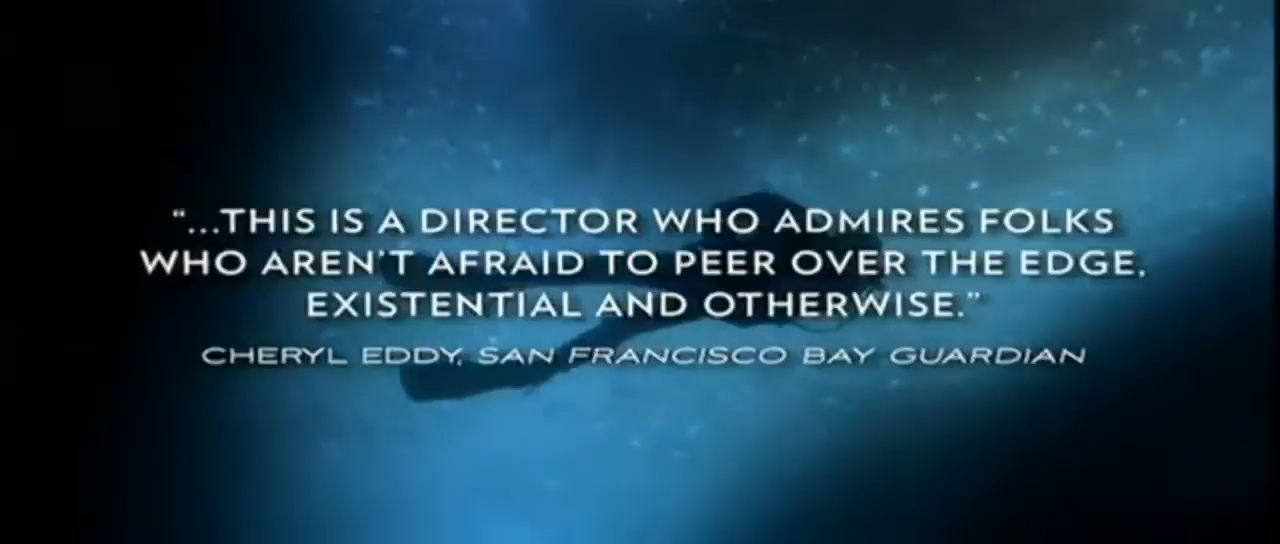 “...THIS IS A DIRECTOR WHO ADMIRES FOLKS
WHO AREN'T AFRAID TO PEER OVER THE EDGE,
EXISTENTIAL AND OTHERWISE.”
CHERYL EDDY, SAN FRANCISCO BAY GUARDIAN